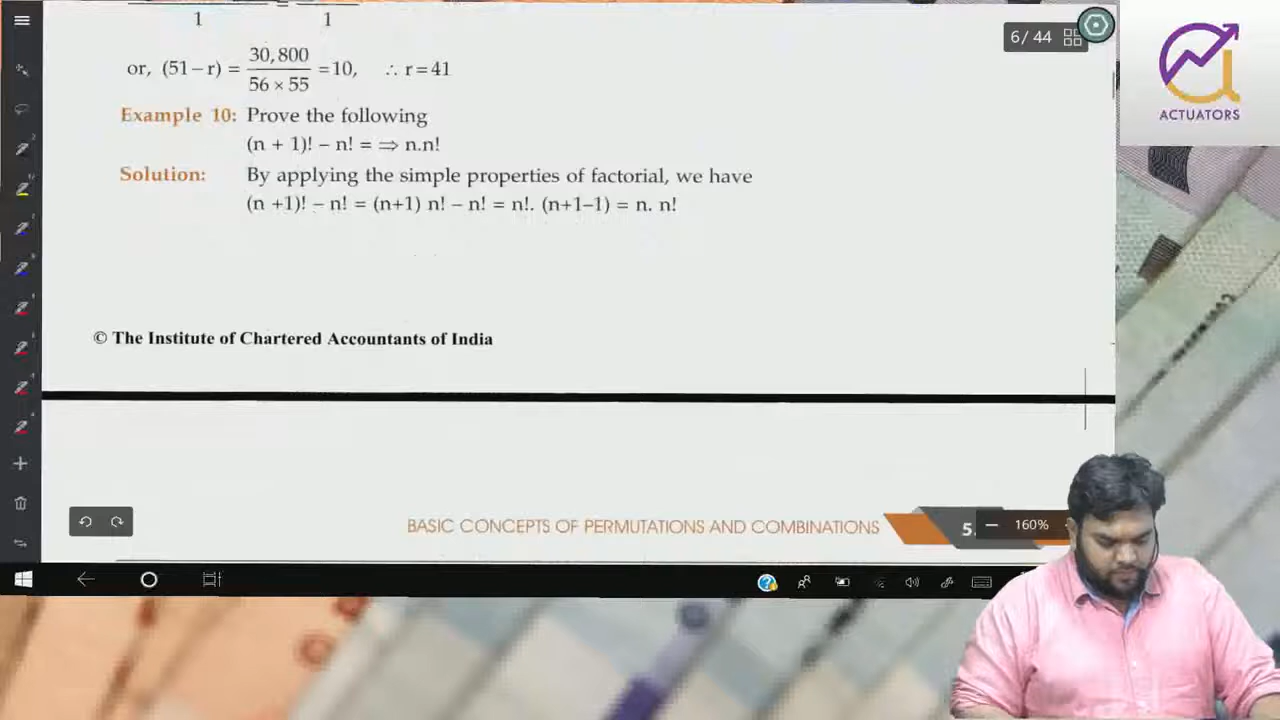 1 1
or, (51 – r) = 30,800 / 56 × 55 = 10, ∴ r = 41
Example 10: Prove the following
(n + 1)! – n! = ⇒ n.n!
Solution: By applying the simple properties of factorial, we have
(n +1)! – n! = (n+1) n! – n! = n!. (n+1–1) = n. n!
© The Institute of Chartered Accountants of India
BASIC CONCEPTS OF PERMUTATIONS AND COMBINATIONS
6/44
160%
ACTUATORS